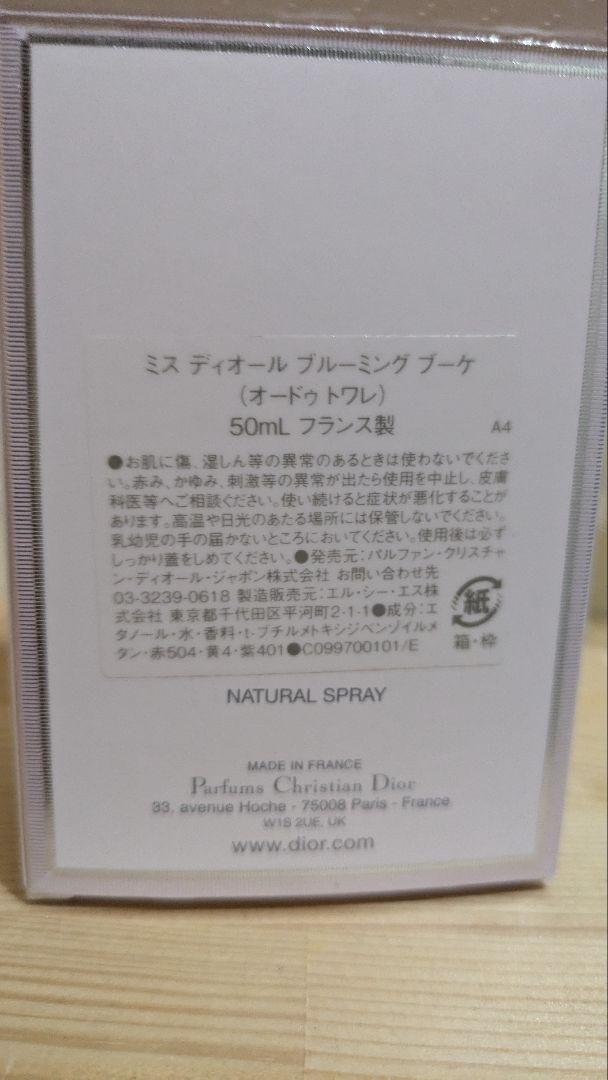 ミス ディオール ブルーミング ブーケ
(オードゥ トワレ)
50mL フランス製
A4
●お肌に傷、湿しん等の異常のあるときは使わないでくださ
い。赤み、かゆみ、刺激等の異常が出たら使用を中止し、皮膚
科医等へご相談ください。使い続けると症状が悪化することが
あります。高温や日光のあたる場所には保管しないでください。
乳幼児の手の届かないところにおいてください。使用後は必ず
しっかり蓋をしめてください。●発売元:パルファン・クリスチャ
ン・ディオール・ジャポン株式会社 お問い合わせ先
03-3239-0618 製造販売元:エル・シー・エス株
式会社 東京都千代田区平河町2-1-1●成分:エ
タノール・水・香料・t-ブチルメトキシジベンゾイルメ
タン・赤504・黄4・紫401●C099700101/E
紙
箱・枠
NATURAL SPRAY
MADE IN FRANCE
Parfums Christian Dior
33, avenue Hoche - 75008 Paris - France
W1S 2UE, UK
www.dior.com